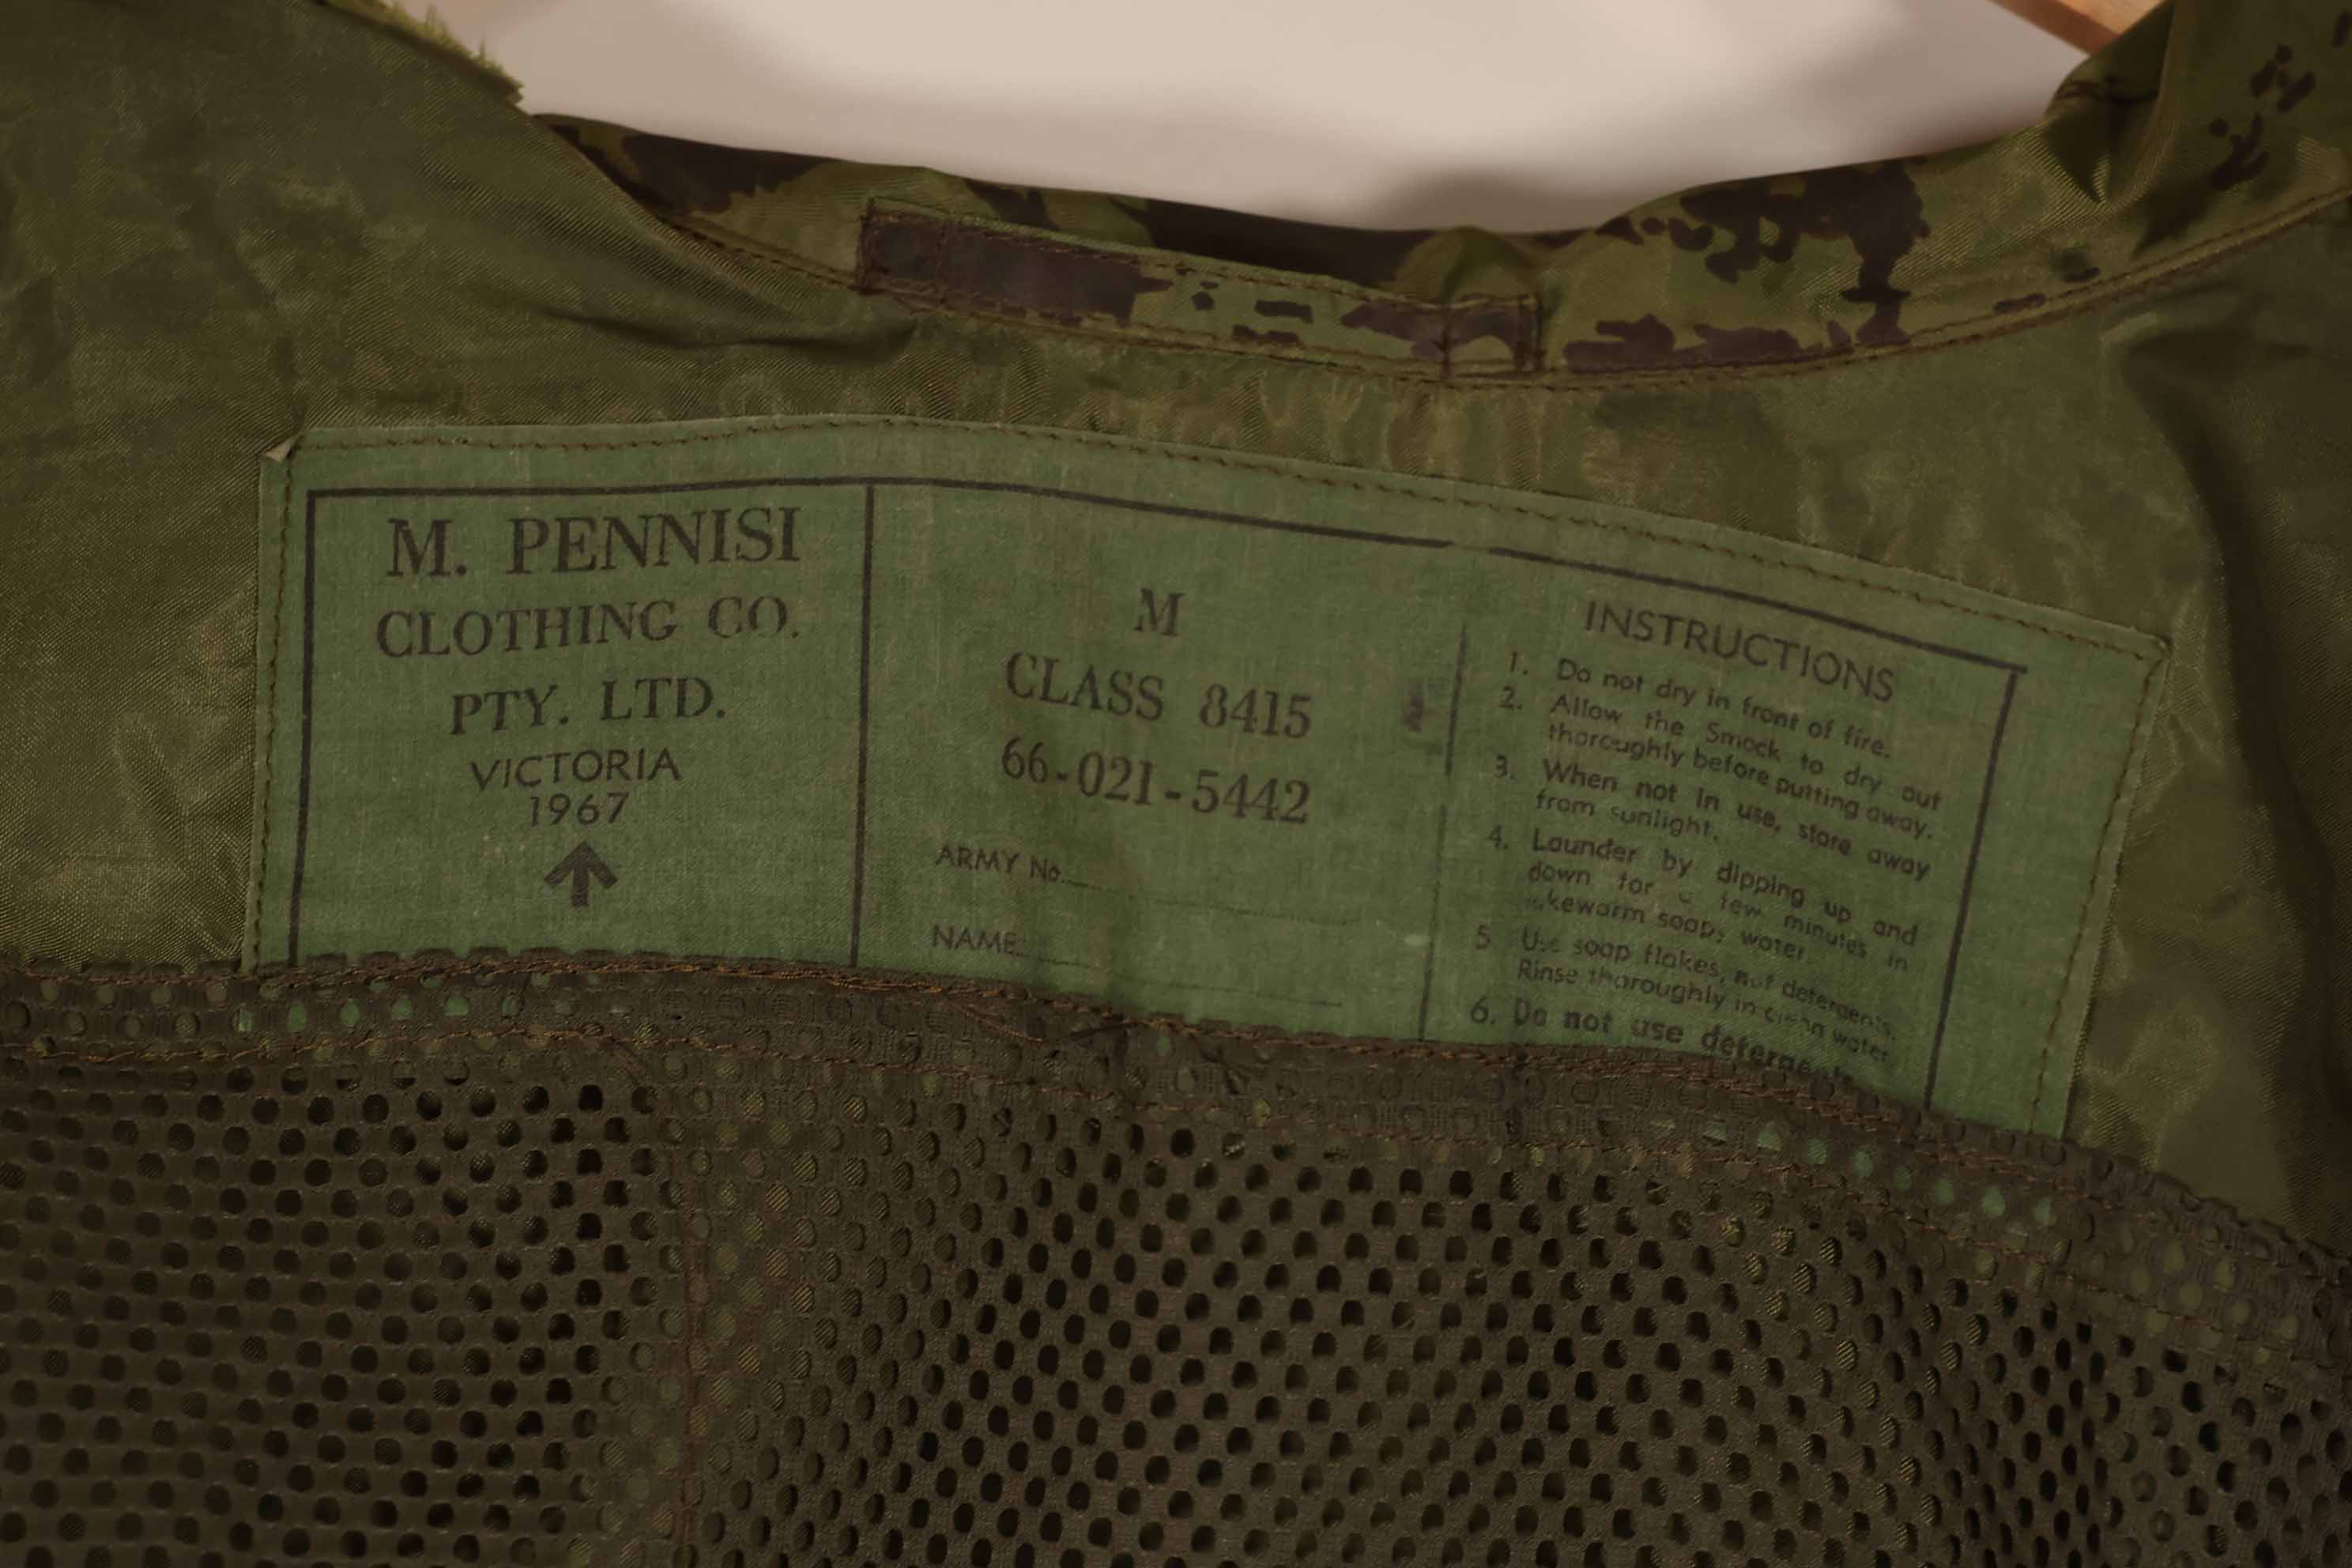 M. PENNISI
CLOTHING CO.
PTY. LTD.
VICTORIA
1967
M
CLASS 8415
66-021-5442
ARMY No.
NAME:
INSTRUCTIONS
1. Do not dry in front of fire.
2. Allow the Smock to dry out
thoroughly before putting away.
3. When not in use, store away
from sunlight.
4. Launder by dipping up and
down for a few minutes in
lukewarm soapy water.
5. Use soap flakes, not detergents.
Rinse thoroughly in clean water.
6. Do not use detergents